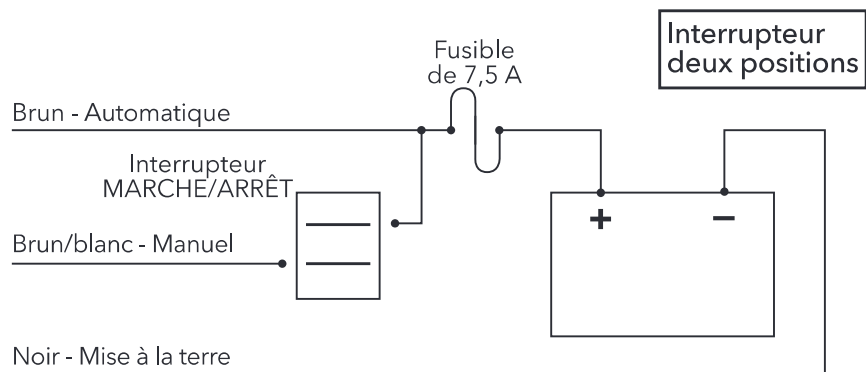 Interrupteur
deux positions
Fusible
de 7,5 A
Brun - Automatique
Interrupteur
MARCHE/ARRÊT
+ −
Brun/blanc - Manuel
Noir - Mise à la terre